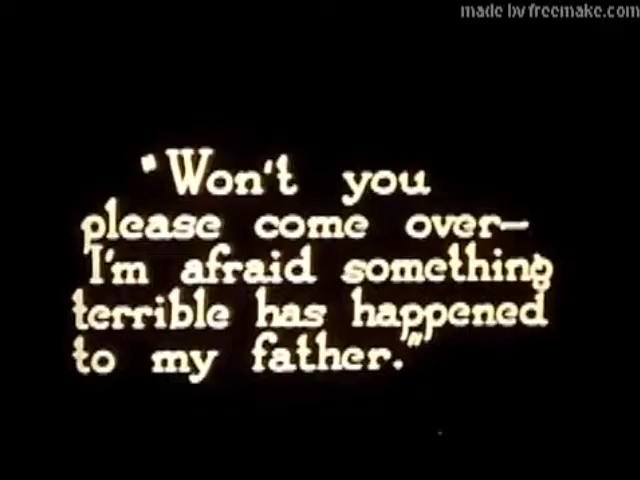 made by freemake.com
"Won't you
please come over—
I'm afraid something
terrible has happened
to my father."